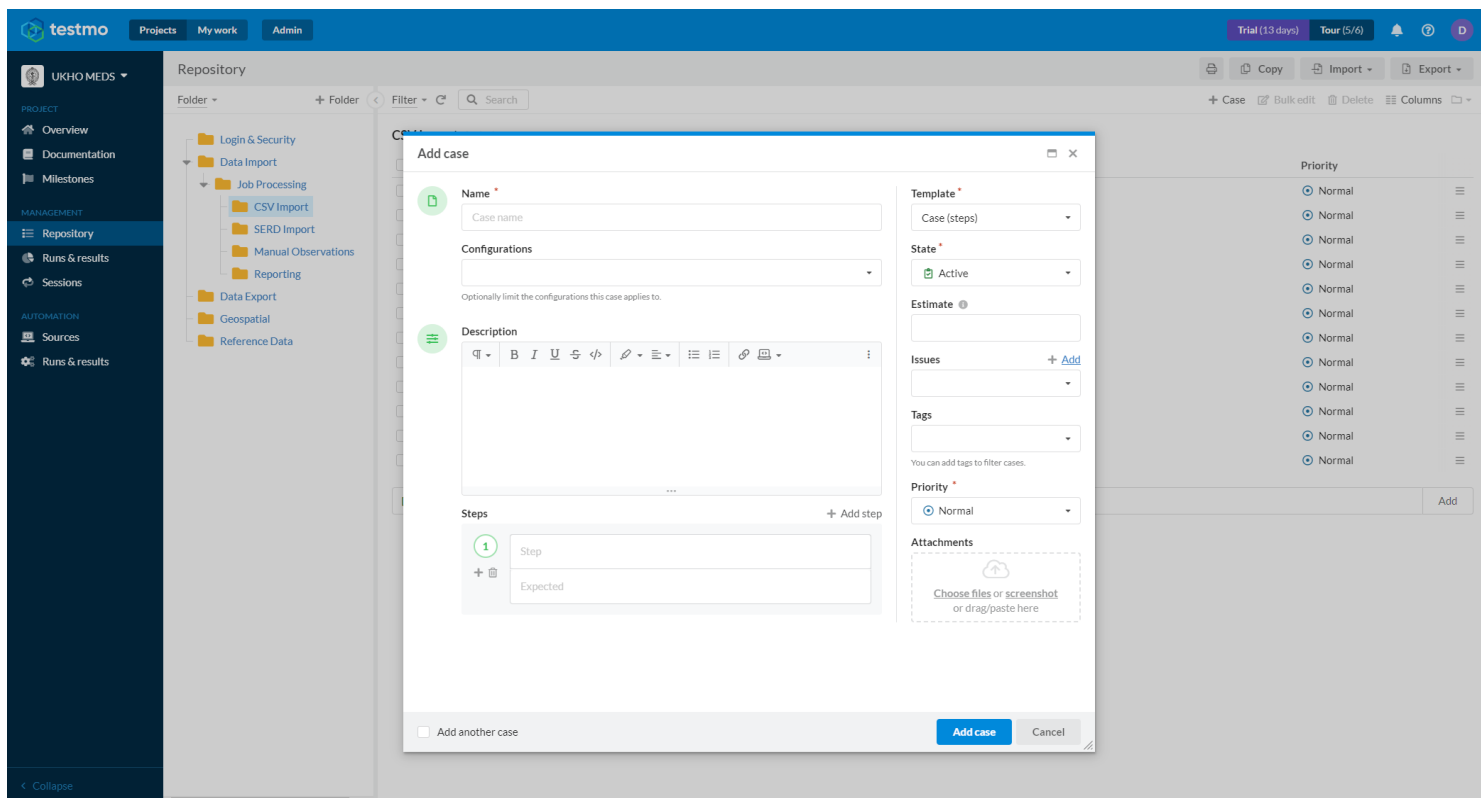 testmo
Projects
My work
Admin
Trial (13 days)
Tour (5/6)
D
UKHO MEDS
PROJECT
Overview
Documentation
Milestones
MANAGEMENT
Repository
Runs & results
Sessions
AUTOMATION
Sources
Runs & results
Collapse
Repository
Copy
Import
Export
Folder
+ Folder
Filter
Search
+ Case
Bulk edit
Delete
Columns
Login & Security
Data Import
Job Processing
CSV Import
SERD Import
Manual Observations
Reporting
Data Export
Geospatial
Reference Data
Priority
Normal
Normal
Normal
Normal
Normal
Normal
Normal
Normal
Normal
Normal
Normal
Normal
Add
Add case
Name *
Case name
Configurations
Optionally limit the configurations this case applies to.
Description
B I U S </>
Steps
+ Add step
1
Step
Expected
Template *
Case (steps)
State *
Active
Estimate
Issues
+ Add
Tags
You can add tags to filter cases.
Priority *
Normal
Attachments
Choose files or screenshot
or drag/paste here
Add another case
Add case
Cancel